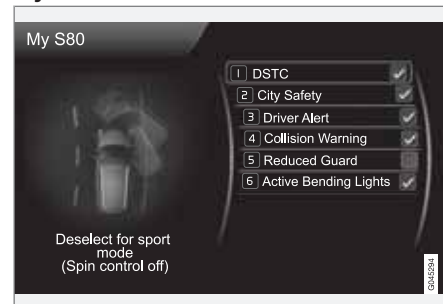 My S80
1 DSTC
2 City Safety
3 Driver Alert
4 Collision Warning
5 Reduced Guard
6 Active Bending Lights
Deselect for sport
mode
(Spin control off)
G045294